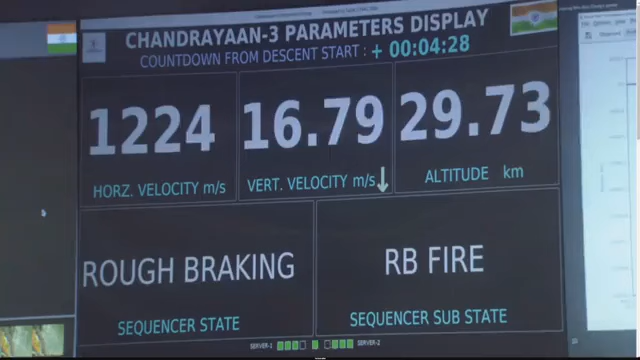 CHANDRAYAAN-3 PARAMETERS DISPLAY
COUNTDOWN FROM DESCENT START : + 00:04:28
1224 16.79 29.73
HORZ. VELOCITY m/s VERT. VELOCITY m/s ALTITUDE km
ROUGH BRAKING RB FIRE
SEQUENCER STATE SEQUENCER SUB STATE
SERVER-1 SERVER-2